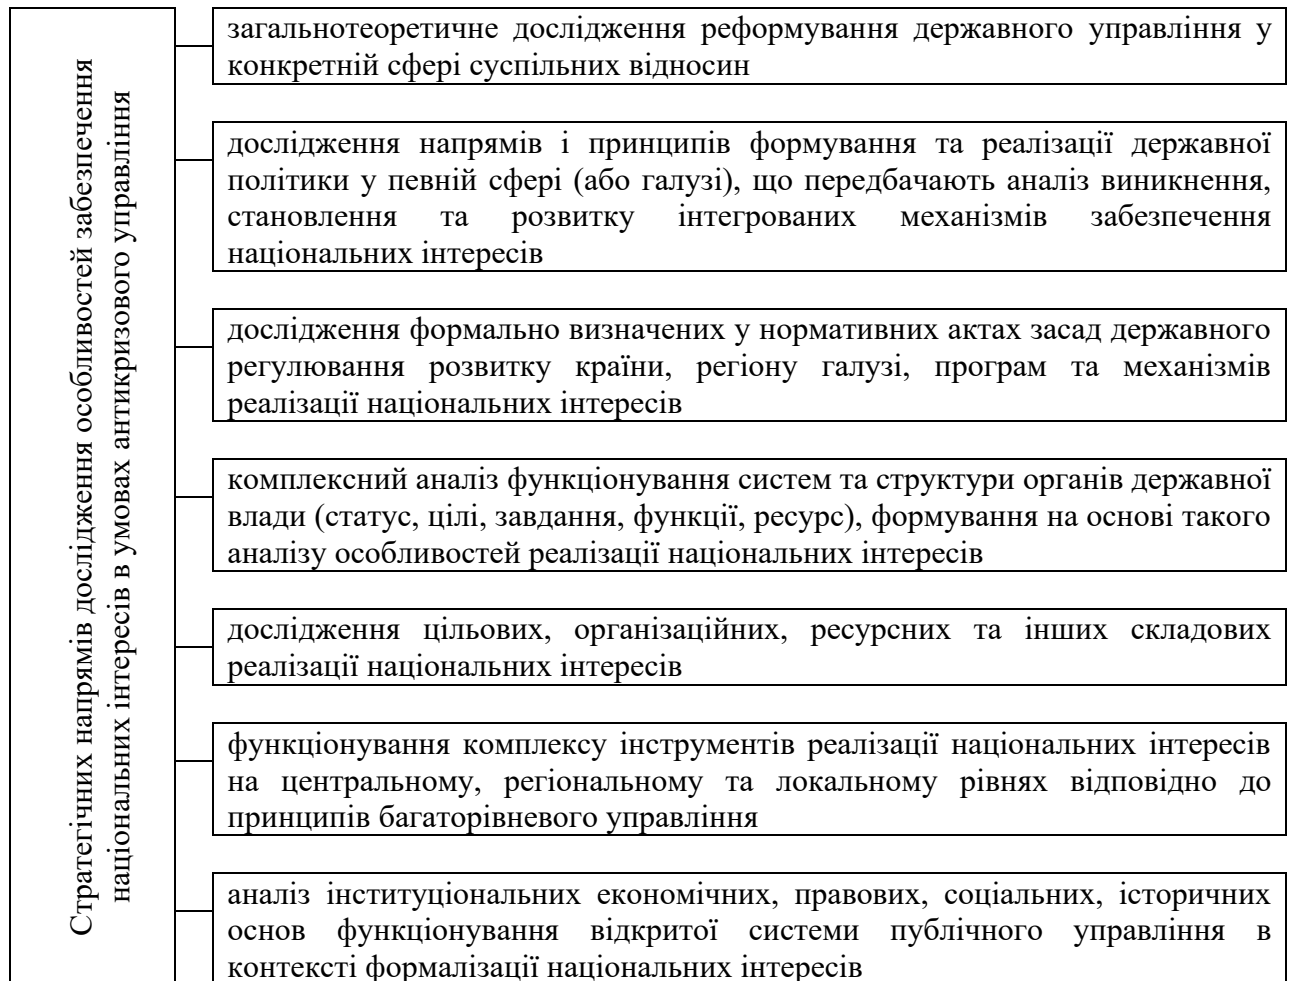 Стратегічних напрямів дослідження особливостей забезпечення
національних інтересів в умовах антикризового управління
загальнотеоретичне дослідження реформування державного управління у
конкретній сфері суспільних відносин
дослідження напрямів і принципів формування та реалізації державної
політики у певній сфері (або галузі), що передбачають аналіз виникнення,
становлення та розвитку інтегрованих механізмів забезпечення
національних інтересів
дослідження формально визначених у нормативних актах засад державного
регулювання розвитку країни, регіону галузі, програм та механізмів
реалізації національних інтересів
комплексний аналіз функціонування систем та структури органів державної
влади (статус, цілі, завдання, функції, ресурс), формування на основі такого
аналізу особливостей реалізації національних інтересів
дослідження цільових, організаційних, ресурсних та інших складових
реалізації національних інтересів
функціонування комплексу інструментів реалізації національних інтересів
на центральному, регіональному та локальному рівнях відповідно до
принципів багаторівневого управління
аналіз інституціональних економічних, правових, соціальних, історичних
основ функціонування відкритої системи публічного управління в
контексті формалізації національних інтересів